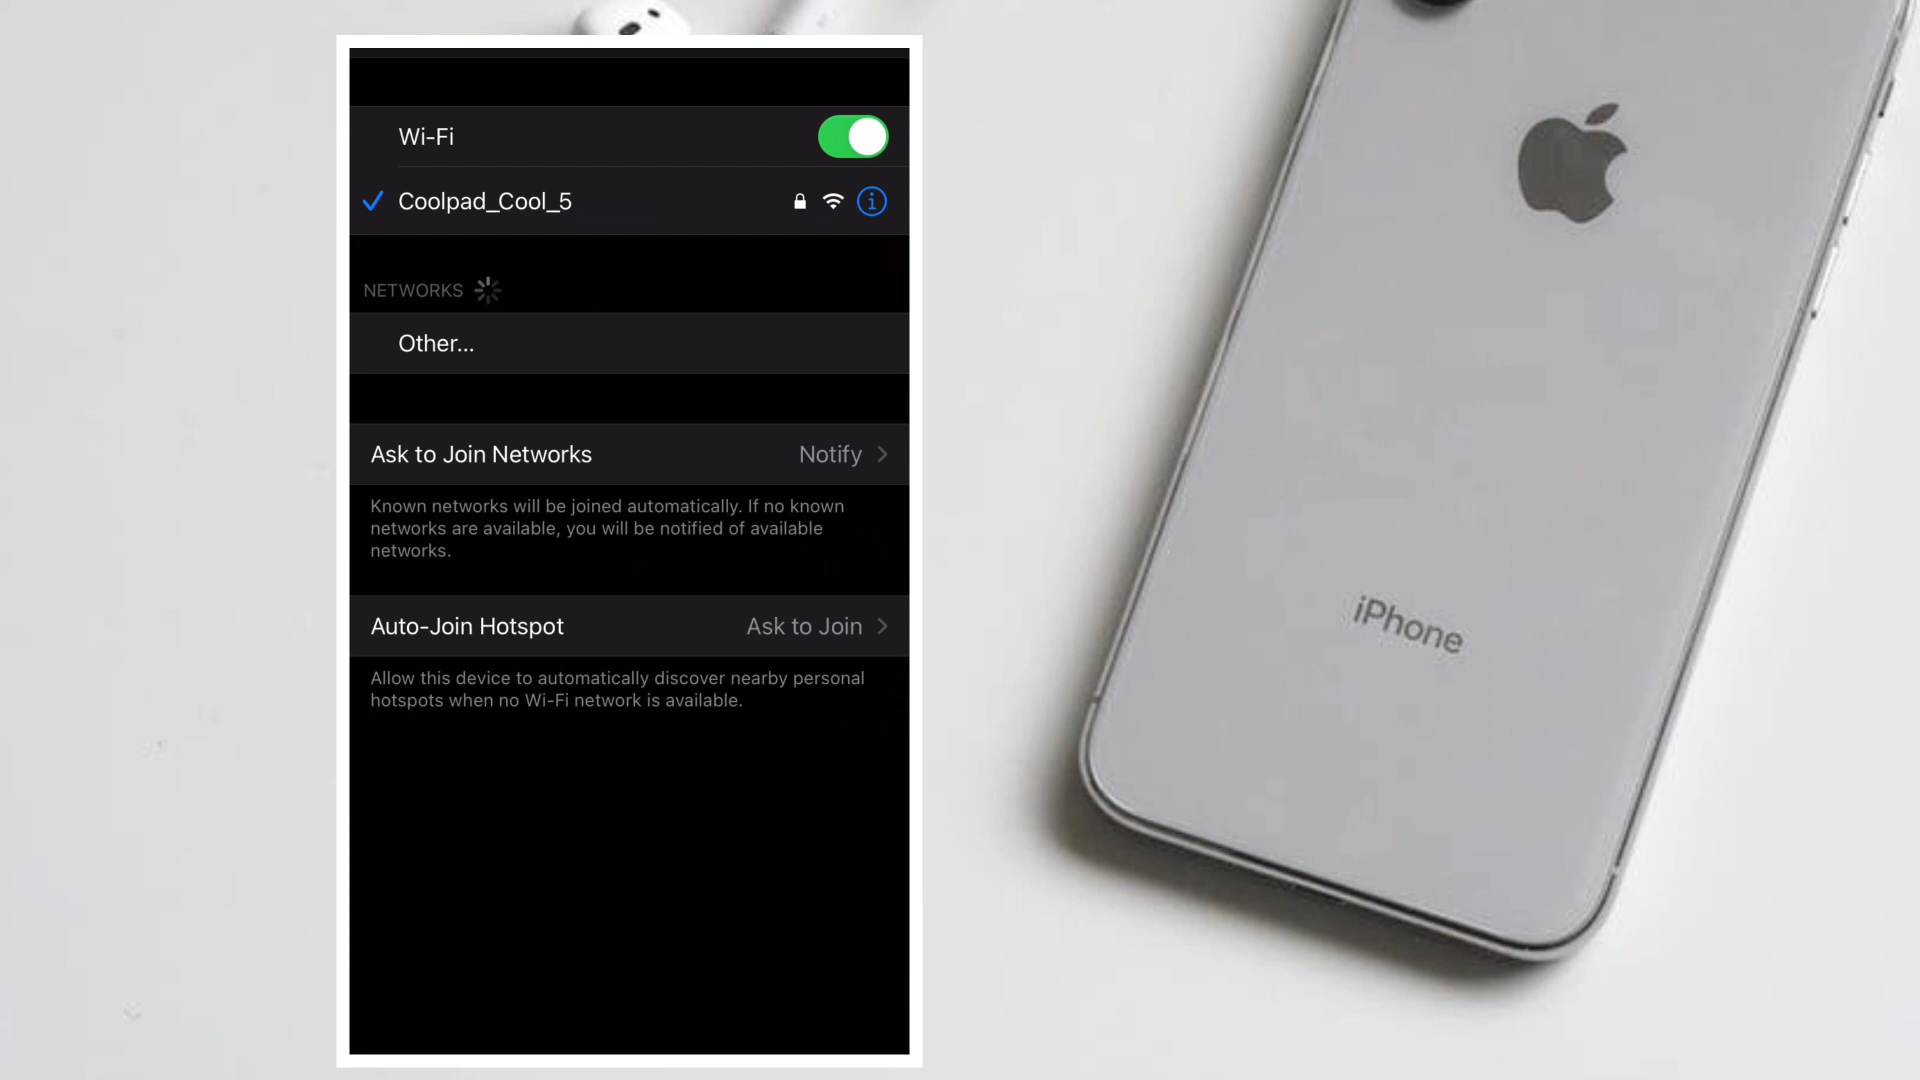 Wi-Fi
Coolpad_Cool_5
NETWORKS
Other...
Ask to Join Networks Notify
Known networks will be joined automatically. If no known
networks are available, you will be notified of available
networks.
Auto-Join Hotspot Ask to Join
Allow this device to automatically discover nearby personal
hotspots when no Wi-Fi network is available.
iPhone